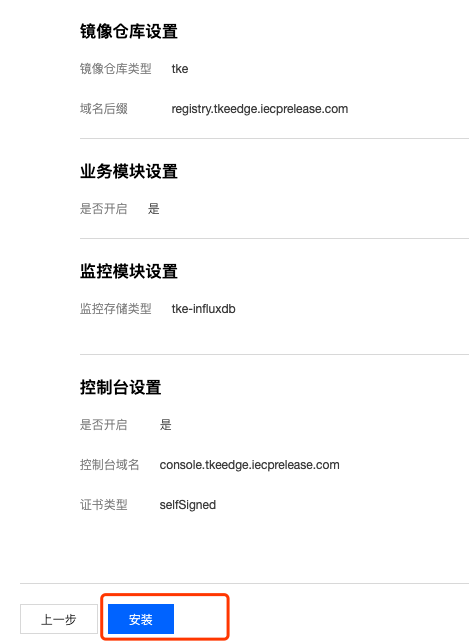 镜像仓库设置
镜像仓库类型 tke
域名后缀 registry.tkeedge.iecprelease.com
业务模块设置
是否开启 是
监控模块设置
监控存储类型 tke-influxdb
控制台设置
是否开启 是
控制台域名 console.tkeedge.iecprelease.com
证书类型 selfSigned
上一步 安装